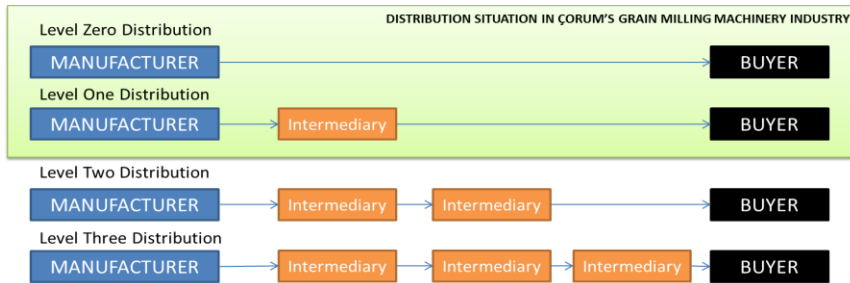 DISTRIBUTION SITUATION IN ÇORUM'S GRAIN MILLING MACHINERY INDUSTRY
Level Zero Distribution
MANUFACTURER BUYER
Level One Distribution
MANUFACTURER Intermediary BUYER
Level Two Distribution
MANUFACTURER Intermediary Intermediary BUYER
Level Three Distribution
MANUFACTURER Intermediary Intermediary Intermediary BUYER